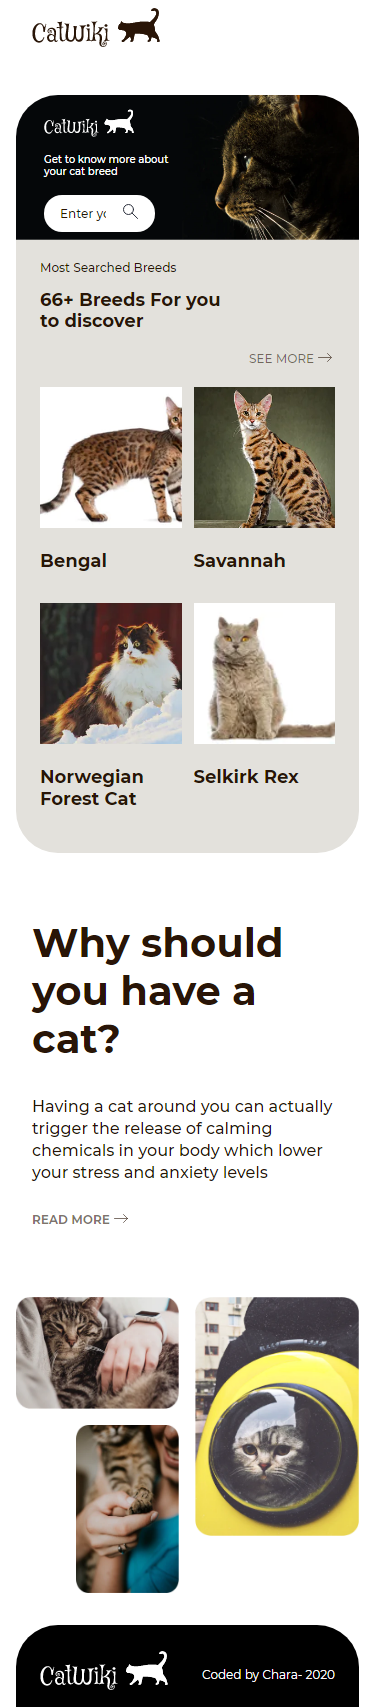 CatWiki
CatWiki
Get to know more about
your cat breed
Enter yo
Most Searched Breeds
66+ Breeds For you
to discover
SEE MORE
Bengal
Savannah
Norwegian
Forest Cat
Selkirk Rex
Why should
you have a
cat?
Having a cat around you can actually
trigger the release of calming
chemicals in your body which lower
your stress and anxiety levels
READ MORE
CatWiki
Coded by Chara- 2020